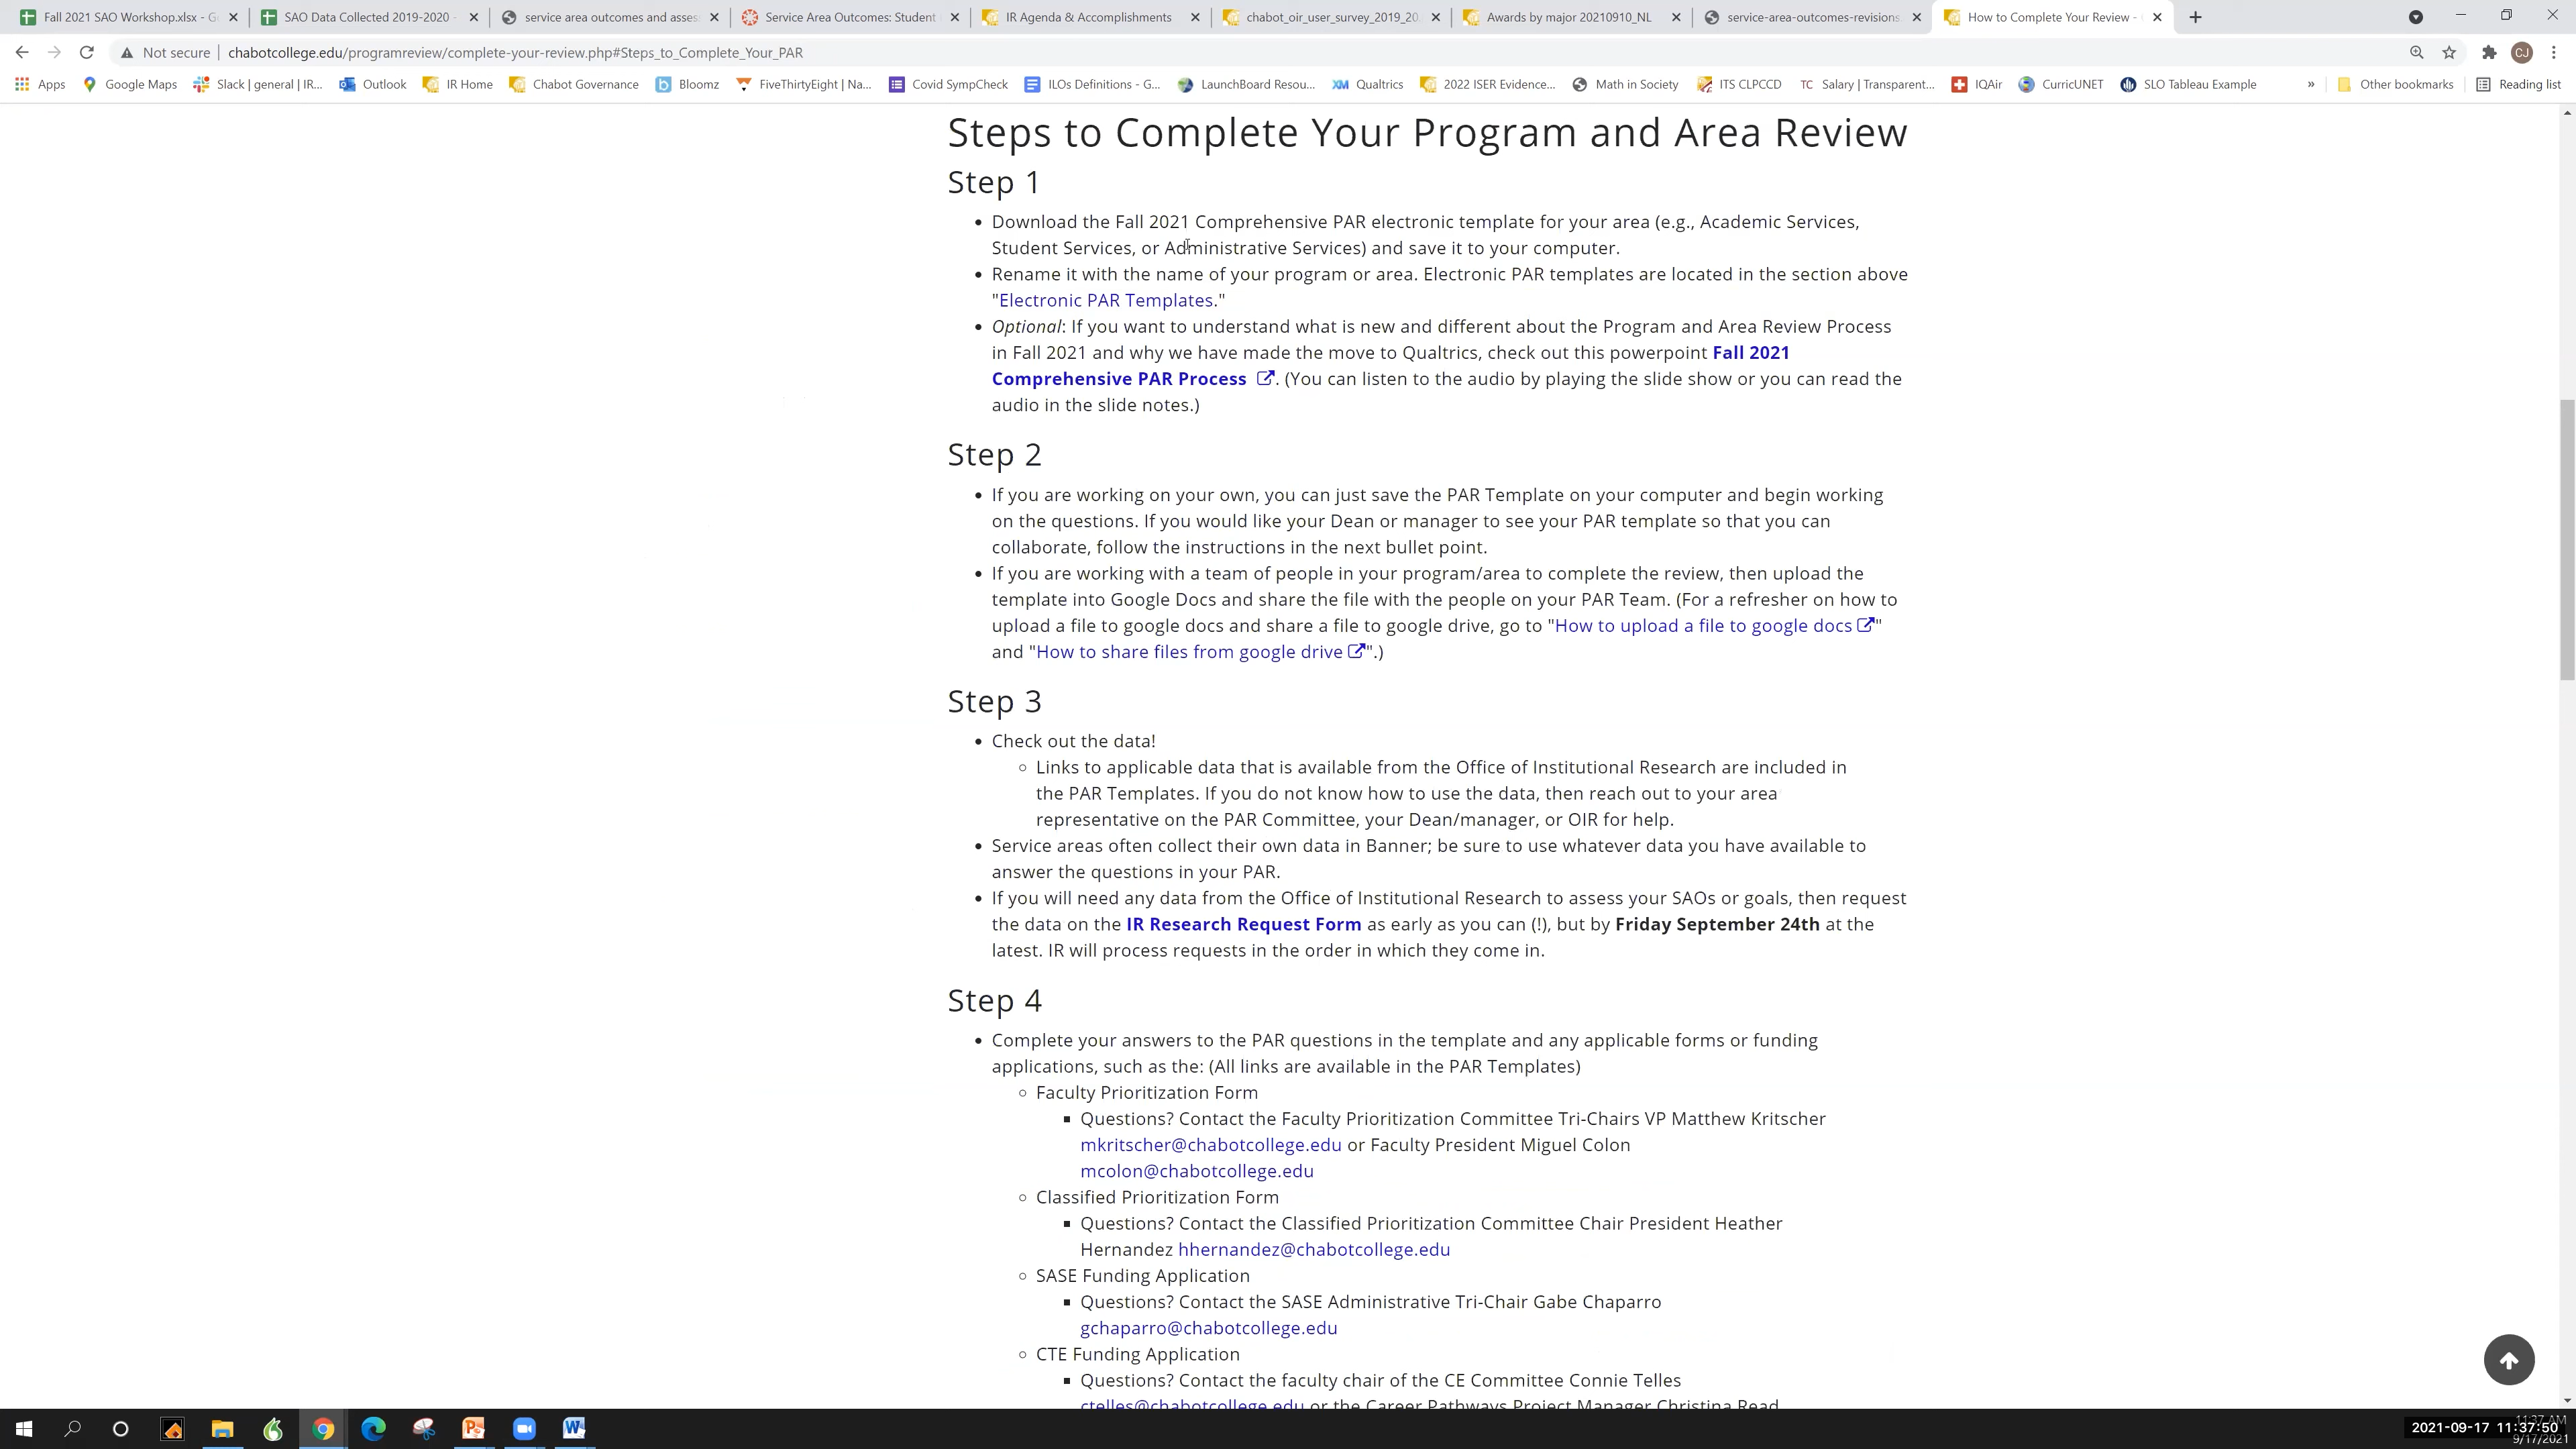 Fall 2021 SAO Workshop.xlsx - G
SAO Data Collected 2019-2020 -
service area outcomes and asses
Service Area Outcomes: Student
IR Agenda & Accomplishments
chabot_oir_user_survey_2019_20
Awards by major 20210910_NL
service-area-outcomes-revisions
How to Complete Your Review -
Not secure
chabotcollege.edu/programreview/complete-your-review.php#Steps_to_Complete_Your_PAR
CJ
Apps
Google Maps
Slack | general | IR...
Outlook
IR Home
Chabot Governance
Bloomz
FiveThirtyEight | Na...
Covid SympCheck
ILOs Definitions - G...
LaunchBoard Resou...
XM Qualtrics
2022 ISER Evidence...
Math in Society
ITS CLPCCD
TC Salary | Transparent...
IQAir
CurricUNET
SLO Tableau Example
»
Other bookmarks
Reading list
Steps to Complete Your Program and Area Review
Step 1
• Download the Fall 2021 Comprehensive PAR electronic template for your area (e.g., Academic Services,
Student Services, or Administrative Services) and save it to your computer.
• Rename it with the name of your program or area. Electronic PAR templates are located in the section above
"Electronic PAR Templates."
• Optional: If you want to understand what is new and different about the Program and Area Review Process
in Fall 2021 and why we have made the move to Qualtrics, check out this powerpoint Fall 2021
Comprehensive PAR Process . (You can listen to the audio by playing the slide show or you can read the
audio in the slide notes.)
Step 2
• If you are working on your own, you can just save the PAR Template on your computer and begin working
on the questions. If you would like your Dean or manager to see your PAR template so that you can
collaborate, follow the instructions in the next bullet point.
• If you are working with a team of people in your program/area to complete the review, then upload the
template into Google Docs and share the file with the people on your PAR Team. (For a refresher on how to
upload a file to google docs and share a file to google drive, go to "How to upload a file to google docs "
and "How to share files from google drive ".)
Step 3
• Check out the data!
○ Links to applicable data that is available from the Office of Institutional Research are included in
the PAR Templates. If you do not know how to use the data, then reach out to your area
representative on the PAR Committee, your Dean/manager, or OIR for help.
• Service areas often collect their own data in Banner; be sure to use whatever data you have available to
answer the questions in your PAR.
• If you will need any data from the Office of Institutional Research to assess your SAOs or goals, then request
the data on the IR Research Request Form as early as you can (!), but by Friday September 24th at the
latest. IR will process requests in the order in which they come in.
Step 4
• Complete your answers to the PAR questions in the template and any applicable forms or funding
applications, such as the: (All links are available in the PAR Templates)
○ Faculty Prioritization Form
▪ Questions? Contact the Faculty Prioritization Committee Tri-Chairs VP Matthew Kritscher
mkritscher@chabotcollege.edu or Faculty President Miguel Colon
mcolon@chabotcollege.edu
○ Classified Prioritization Form
▪ Questions? Contact the Classified Prioritization Committee Chair President Heather
Hernandez hhernandez@chabotcollege.edu
○ SASE Funding Application
▪ Questions? Contact the SASE Administrative Tri-Chair Gabe Chaparro
gchaparro@chabotcollege.edu
○ CTE Funding Application
▪ Questions? Contact the faculty chair of the CE Committee Connie Telles
ctelles@chabotcollege.edu or the Career Pathways Project Manager Christina Read
11:37 AM
2021-09-17 11:37:50
9/17/2021